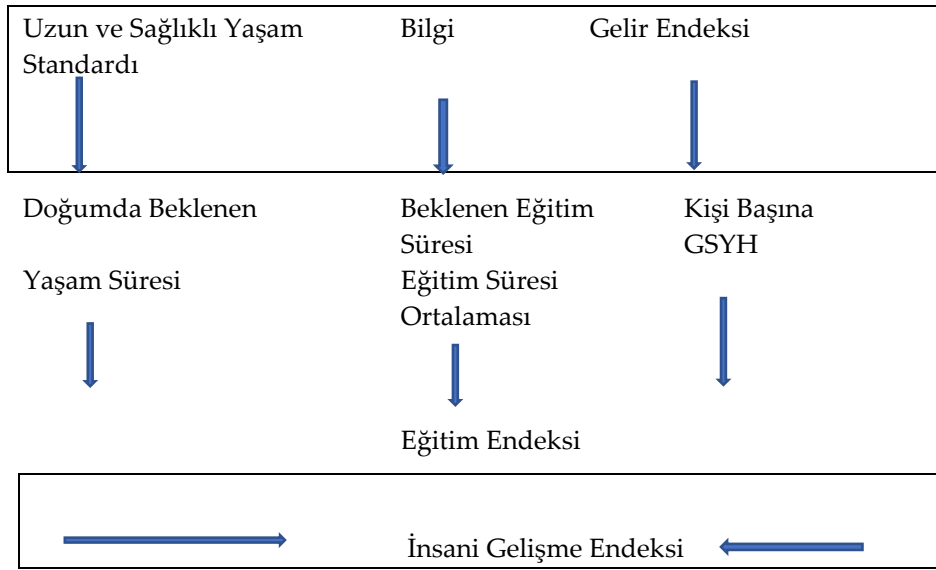 Uzun ve Sağlıklı Yaşam
Standardı
Bilgi
Gelir Endeksi
Doğumda Beklenen
Yaşam Süresi
Beklenen Eğitim
Süresi
Eğitim Süresi
Ortalaması
Kişi Başına
GSYH
Eğitim Endeksi
İnsani Gelişme Endeksi